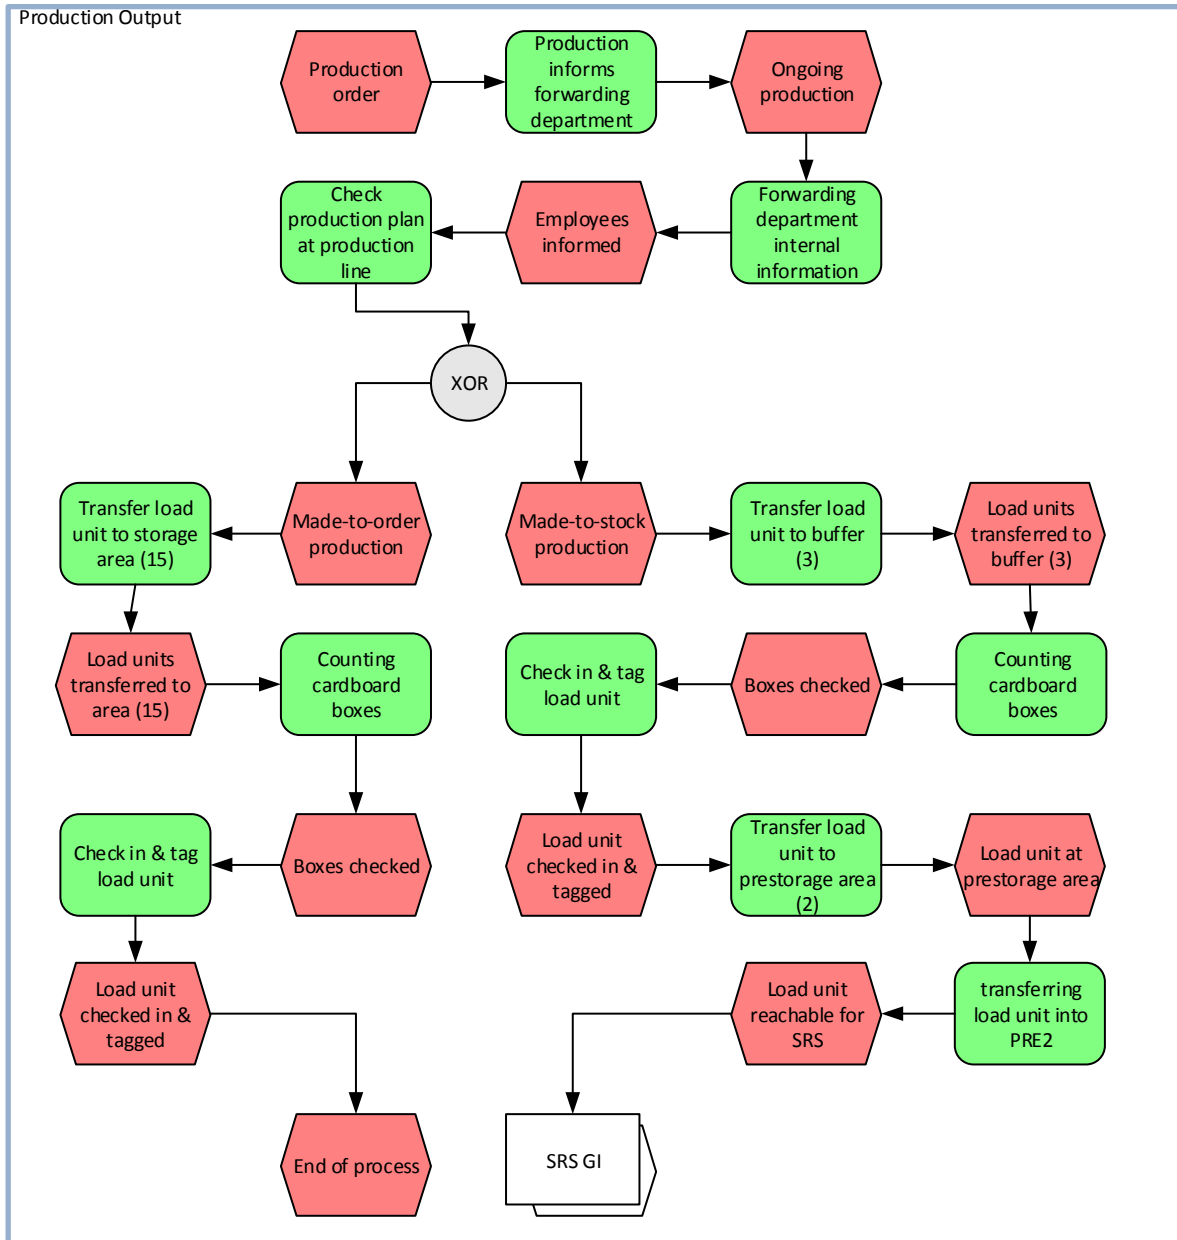 Production Output
Production
order
Production
informs
forwarding
department
Ongoing
production
Check
production plan
at production
line
Employees
informed
Forwarding
department
internal
information
XOR
Transfer load
unit to storage
area (15)
Made-to-order
production
Made-to-stock
production
Transfer load
unit to buffer
(3)
Load units
transferred to
buffer (3)
Load units
transferred to
area (15)
Counting
cardboard
boxes
Check in & tag
load unit
Boxes checked
Counting
cardboard
boxes
Check in & tag
load unit
Boxes checked
Load unit
checked in &
tagged
Transfer load
unit to
prestorage area
(2)
Load unit at
prestorage area
Load unit
checked in &
tagged
Load unit
reachable for
SRS
transferring
load unit into
PRE2
End of process
SRS GI